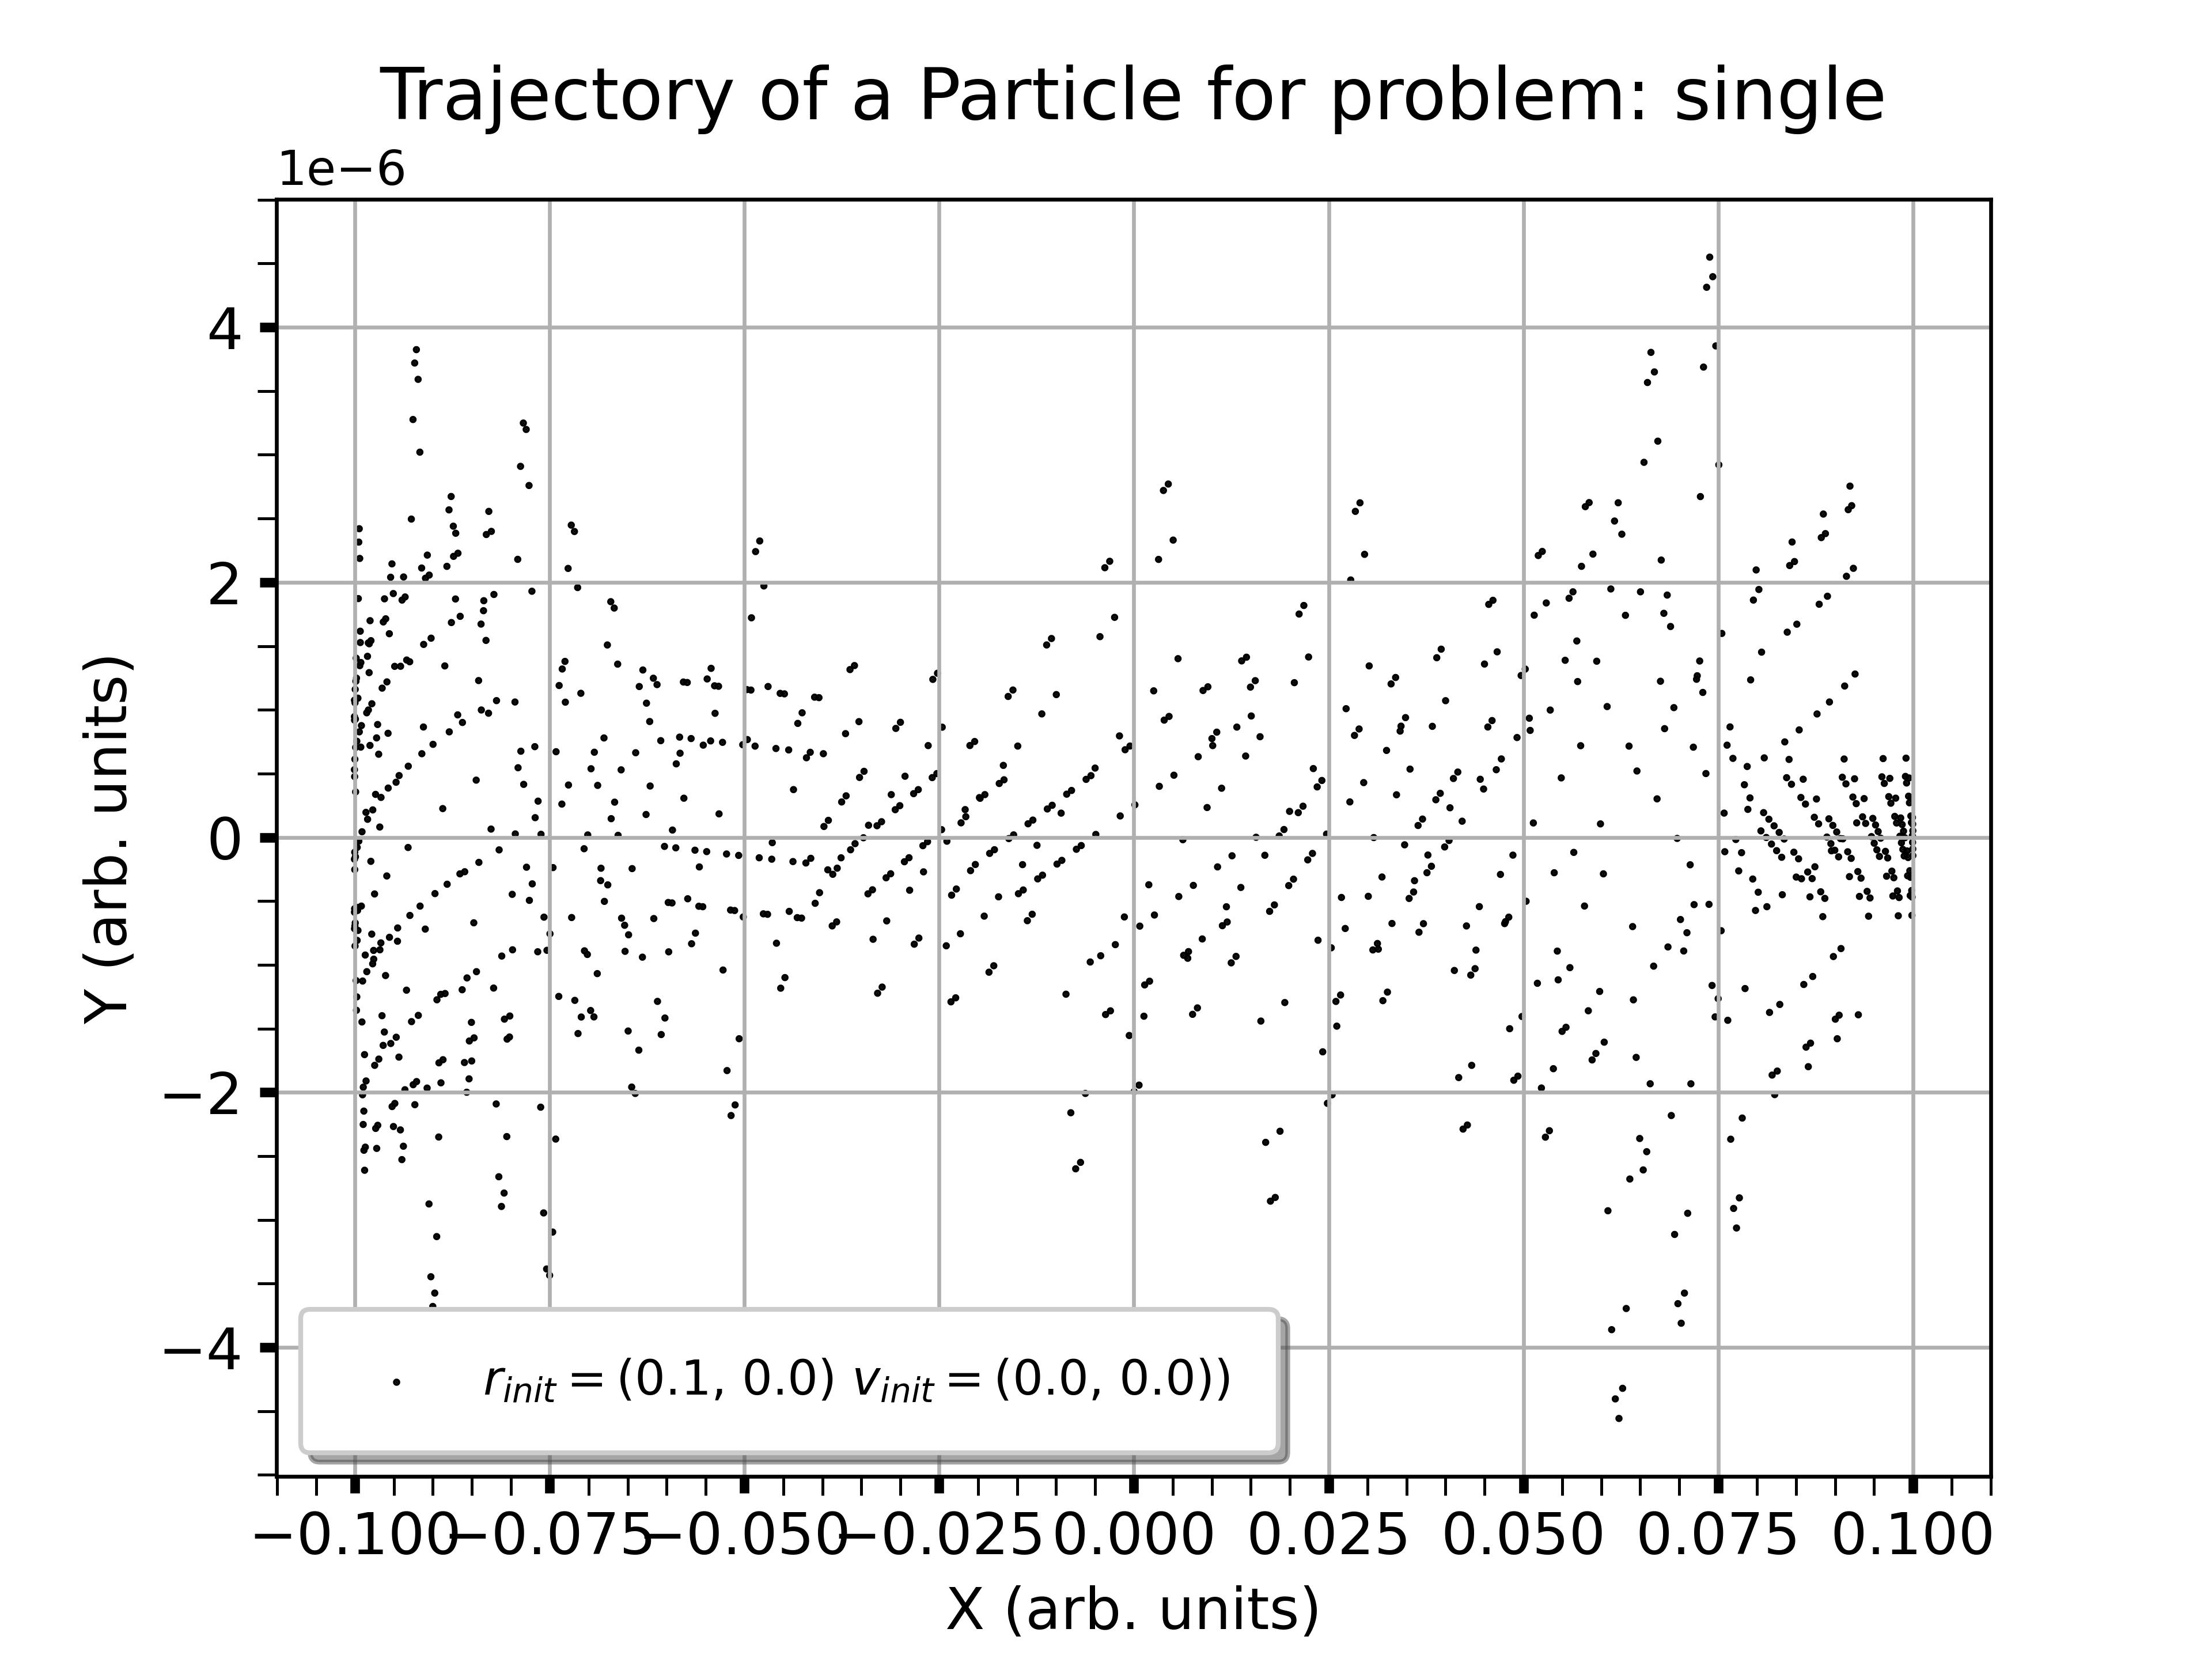 Trajectory of a Particle for problem: single
1e−6
4
2
0
−2
−4
Y (arb. units)
r_init = (0.1, 0.0) v_init = (0.0, 0.0))
−0.100 −0.075 −0.050 −0.025 0.000 0.025 0.050 0.075 0.100
X (arb. units)